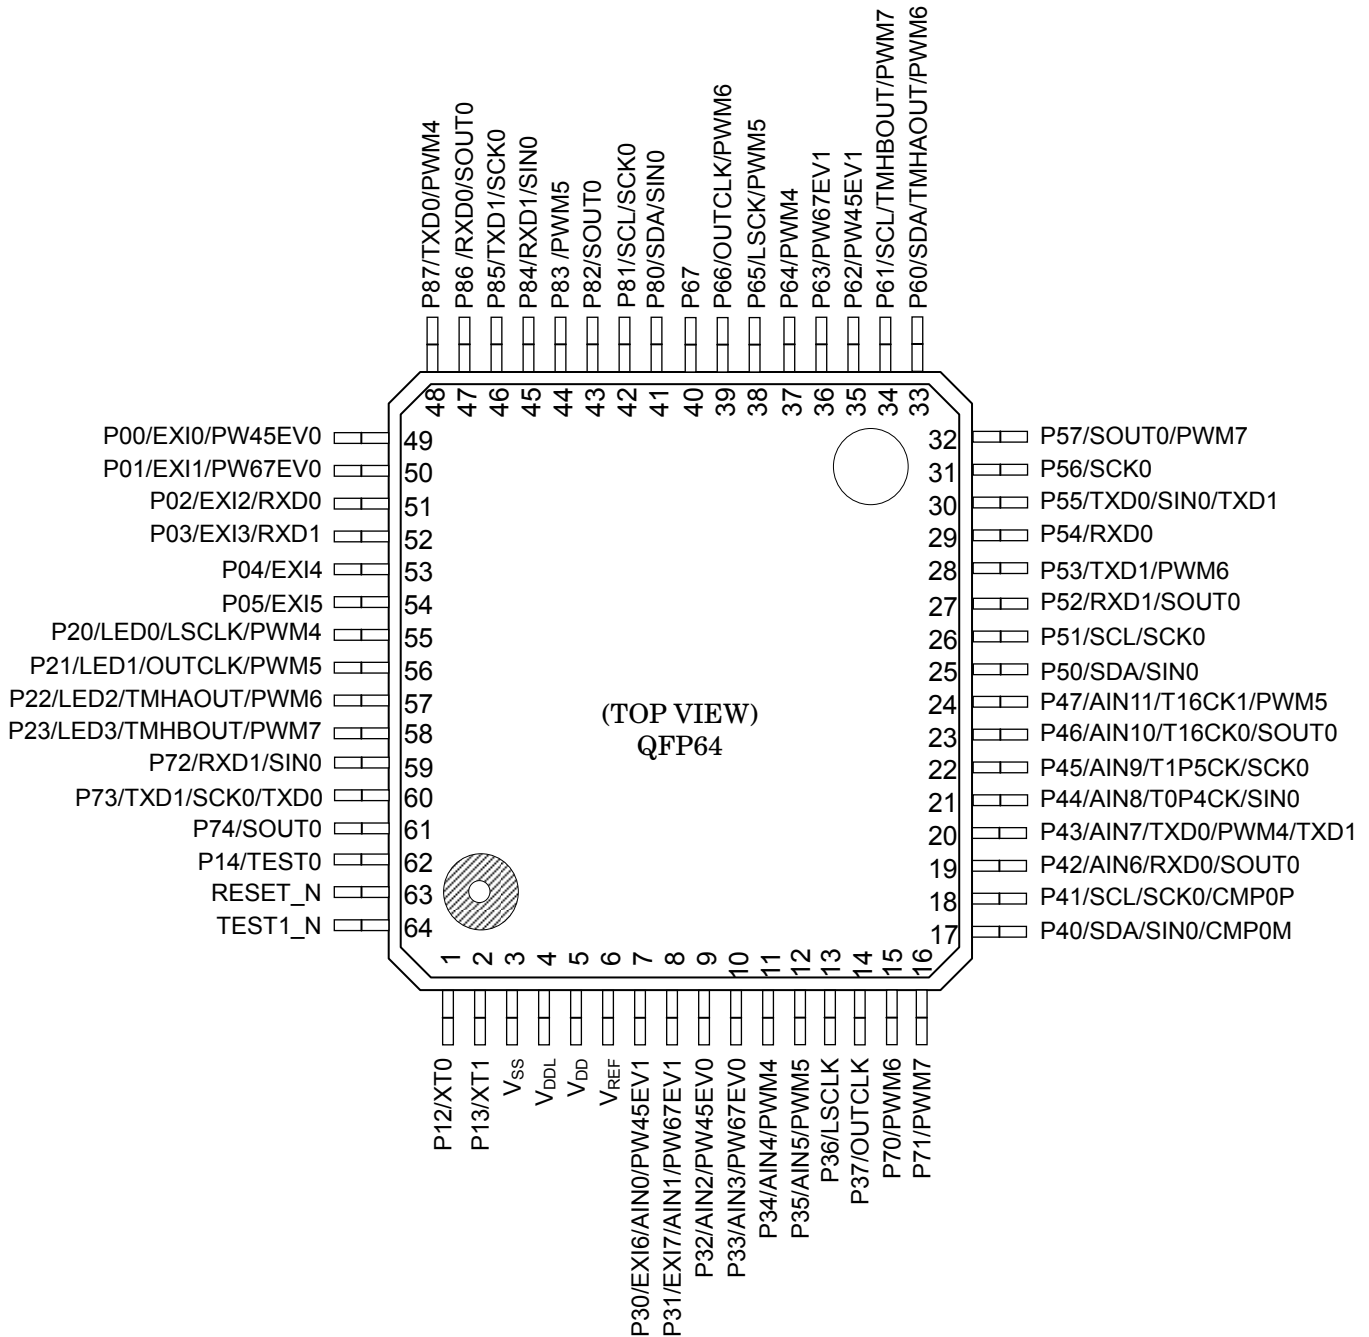 P87/TXD0/PWM4
P86 /RXD0/SOUT0
P85/TXD1/SCK0
P84/RXD1/SIN0
P83 /PWM5
P82/SOUT0
P81/SCL/SCK0
P80/SDA/SIN0
P67
P66/OUTCLK/PWM6
P65/LSCK/PWM5
P64/PWM4
P63/PW67EV1
P62/PW45EV1
P61/SCL/TMHBOUT/PWM7
P60/SDA/TMHAOUT/PWM6
48
47
46
45
44
43
42
41
40
39
38
37
36
35
34
33
P00/EXI0/PW45EV0 49
P01/EXI1/PW67EV0 50
P02/EXI2/RXD0 51
P03/EXI3/RXD1 52
P04/EXI4 53
P05/EXI5 54
P20/LED0/LSCLK/PWM4 55
P21/LED1/OUTCLK/PWM5 56
P22/LED2/TMHAOUT/PWM6 57
P23/LED3/TMHBOUT/PWM7 58
P72/RXD1/SIN0 59
P73/TXD1/SCK0/TXD0 60
P74/SOUT0 61
P14/TEST0 62
RESET_N 63
TEST1_N 64
(TOP VIEW)
QFP64
32 P57/SOUT0/PWM7
31 P56/SCK0
30 P55/TXD0/SIN0/TXD1
29 P54/RXD0
28 P53/TXD1/PWM6
27 P52/RXD1/SOUT0
26 P51/SCL/SCK0
25 P50/SDA/SIN0
24 P47/AIN11/T16CK1/PWM5
23 P46/AIN10/T16CK0/SOUT0
22 P45/AIN9/T1P5CK/SCK0
21 P44/AIN8/T0P4CK/SIN0
20 P43/AIN7/TXD0/PWM4/TXD1
19 P42/AIN6/RXD0/SOUT0
18 P41/SCL/SCK0/CMP0P
17 P40/SDA/SIN0/CMP0M
1
2
3
4
5
6
7
8
9
10
11
12
13
14
15
16
P12/XT0
P13/XT1
VSS
VDDL
VDD
VREF
P30/EXI6/AIN0/PW45EV1
P31/EXI7/AIN1/PW67EV1
P32/AIN2/PW45EV0
P33/AIN3/PW67EV0
P34/AIN4/PWM4
P35/AIN5/PWM5
P36/LSCLK
P37/OUTCLK
P70/PWM6
P71/PWM7